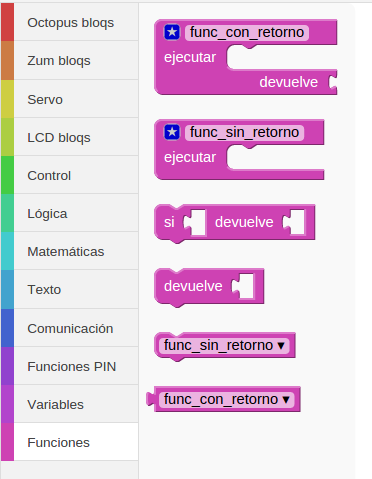 Octopus bloqs
Zum bloqs
Servo
LCD bloqs
Control
Lógica
Matemáticas
Texto
Comunicación
Funciones PIN
Variables
Funciones
func_con_retorno
ejecutar
devuelve
func_sin_retorno
ejecutar
si devuelve
devuelve
func_sin_retorno ▾
func_con_retorno ▾